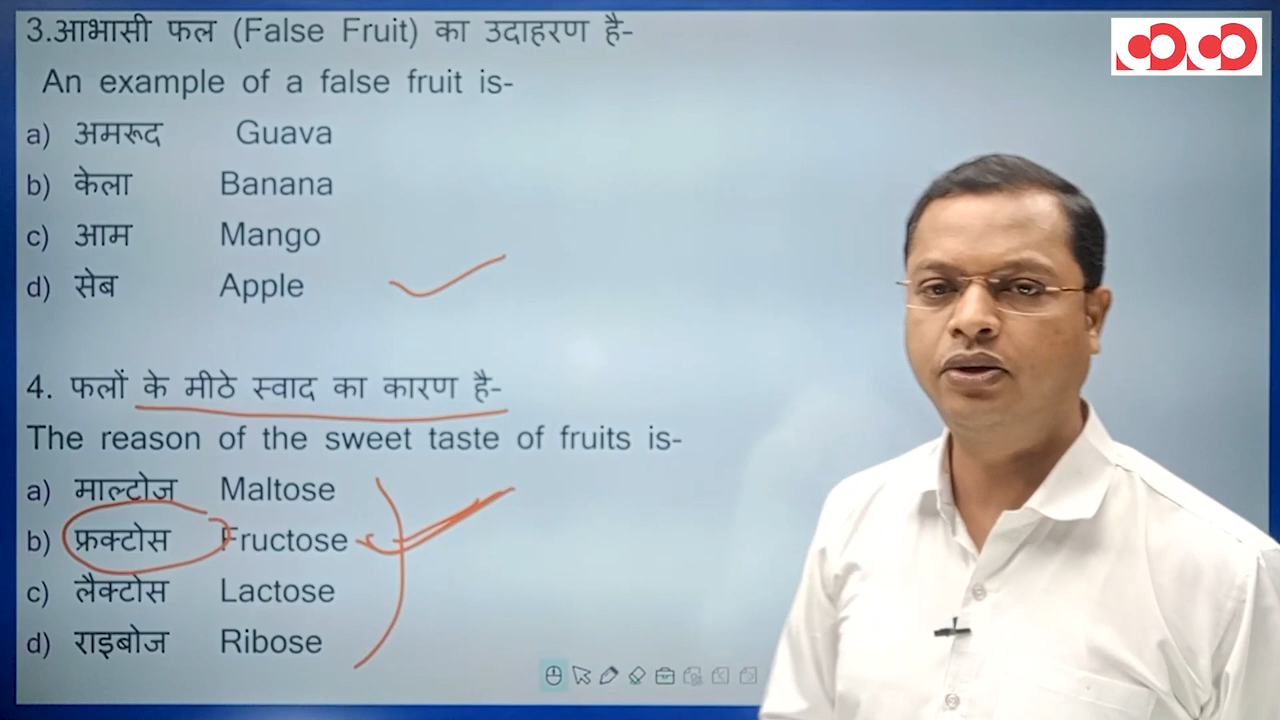 3.आभासी फल (False Fruit) का उदाहरण है-
An example of a false fruit is-
a) अमरूद Guava
b) केला Banana
c) आम Mango
d) सेब Apple
4. फलों के मीठे स्वाद का कारण है-
The reason of the sweet taste of fruits is-
a) माल्टोज Maltose
b) फ्रक्टोस Fructose
c) लैक्टोस Lactose
d) राइबोज Ribose